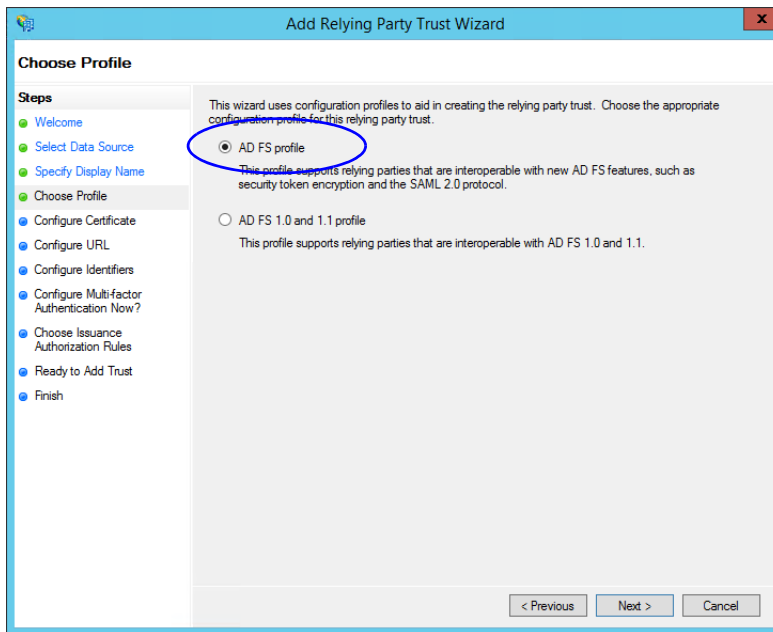 Add Relying Party Trust Wizard
X
Choose Profile
Steps
Welcome
Select Data Source
Specify Display Name
Choose Profile
Configure Certificate
Configure URL
Configure Identifiers
Configure Multi-factor
Authentication Now?
Choose Issuance
Authorization Rules
Ready to Add Trust
Finish
This wizard uses configuration profiles to aid in creating the relying party trust. Choose the appropriate
configuration profile for this relying party trust.
AD FS profile
This profile supports relying parties that are interoperable with new AD FS features, such as
security token encryption and the SAML 2.0 protocol.
AD FS 1.0 and 1.1 profile
This profile supports relying parties that are interoperable with AD FS 1.0 and 1.1.
< Previous
Next >
Cancel